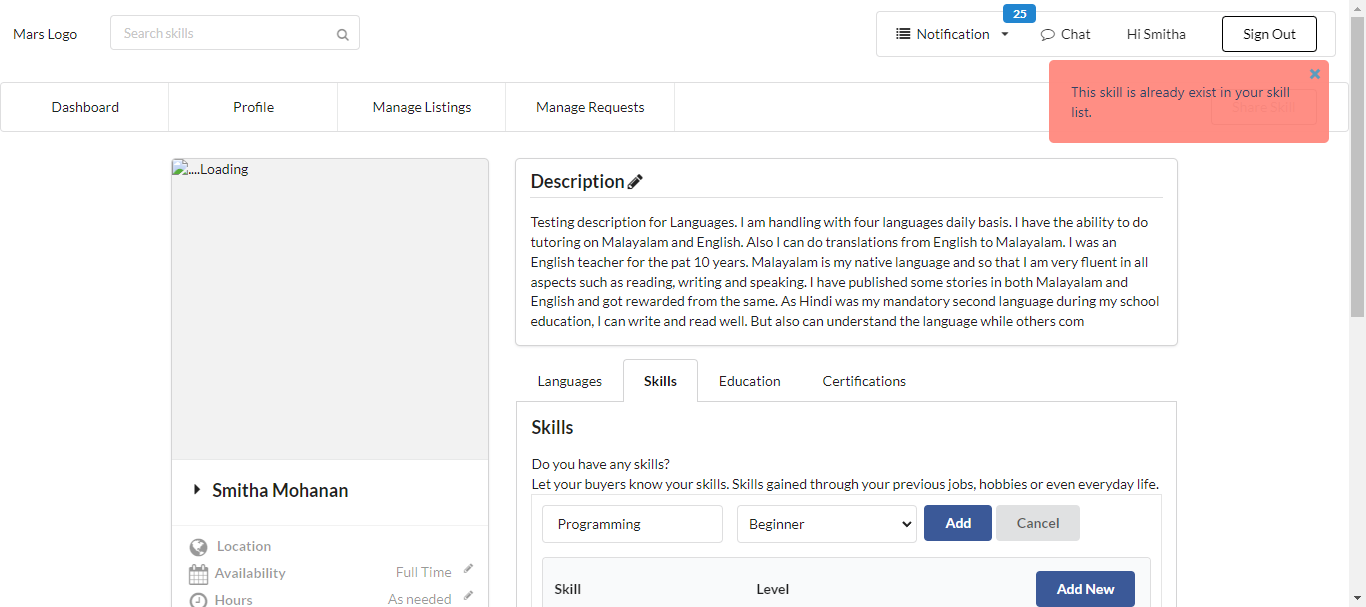 25
Mars Logo
Search skills
Notification
Chat
Hi Smitha
Sign Out
This skill is already exist in your skill
list.
Dashboard
Profile
Manage Listings
Manage Requests
....Loading
Description
Testing description for Languages. I am handling with four languages daily basis. I have the ability to do
tutoring on Malayalam and English. Also I can do translations from English to Malayalam. I was an
English teacher for the pat 10 years. Malayalam is my native language and so that I am very fluent in all
aspects such as reading, writing and speaking. I have published some stories in both Malayalam and
English and got rewarded from the same. As Hindi was my mandatory second language during my school
education, I can write and read well. But also can understand the language while others com
Languages
Skills
Education
Certifications
Skills
Do you have any skills?
Let your buyers know your skills. Skills gained through your previous jobs, hobbies or even everyday life.
Programming
Beginner
Add
Cancel
Skill
Level
Add New
Smitha Mohanan
Location
Availability
Full Time
Hours
As needed